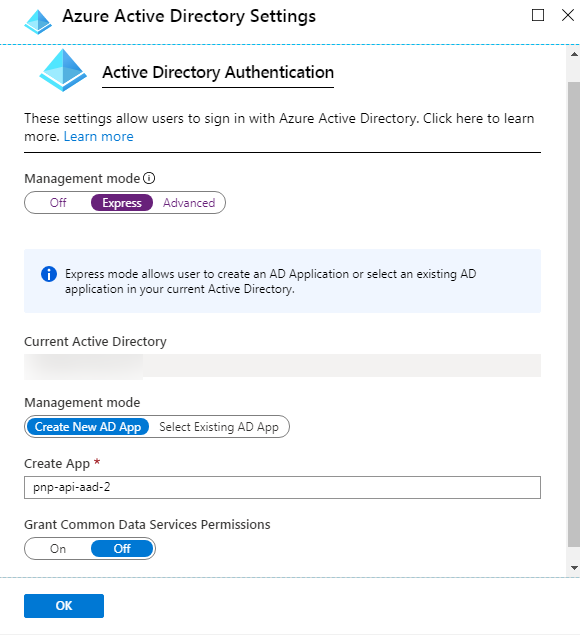 Azure Active Directory Settings
Active Directory Authentication
These settings allow users to sign in with Azure Active Directory. Click here to learn
more. Learn more
Management mode
Off Express Advanced
Express mode allows user to create an AD Application or select an existing AD
application in your current Active Directory.
Current Active Directory
Management mode
Create New AD App Select Existing AD App
Create App *
pnp-api-aad-2
Grant Common Data Services Permissions
On Off
OK